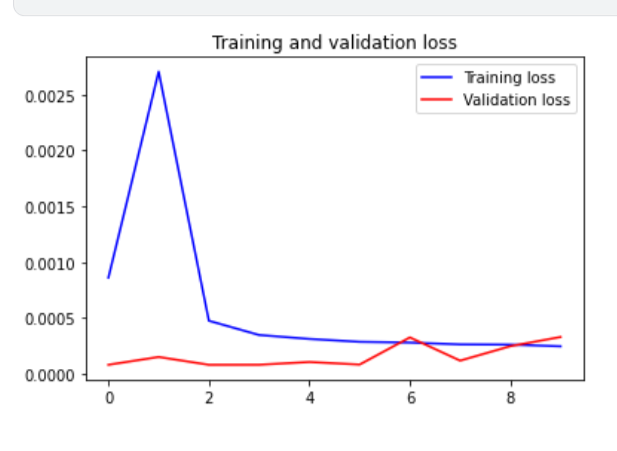 Training and validation loss
Training loss
Validation loss
0.0025
0.0020
0.0015
0.0010
0.0005
0.0000
0 2 4 6 8